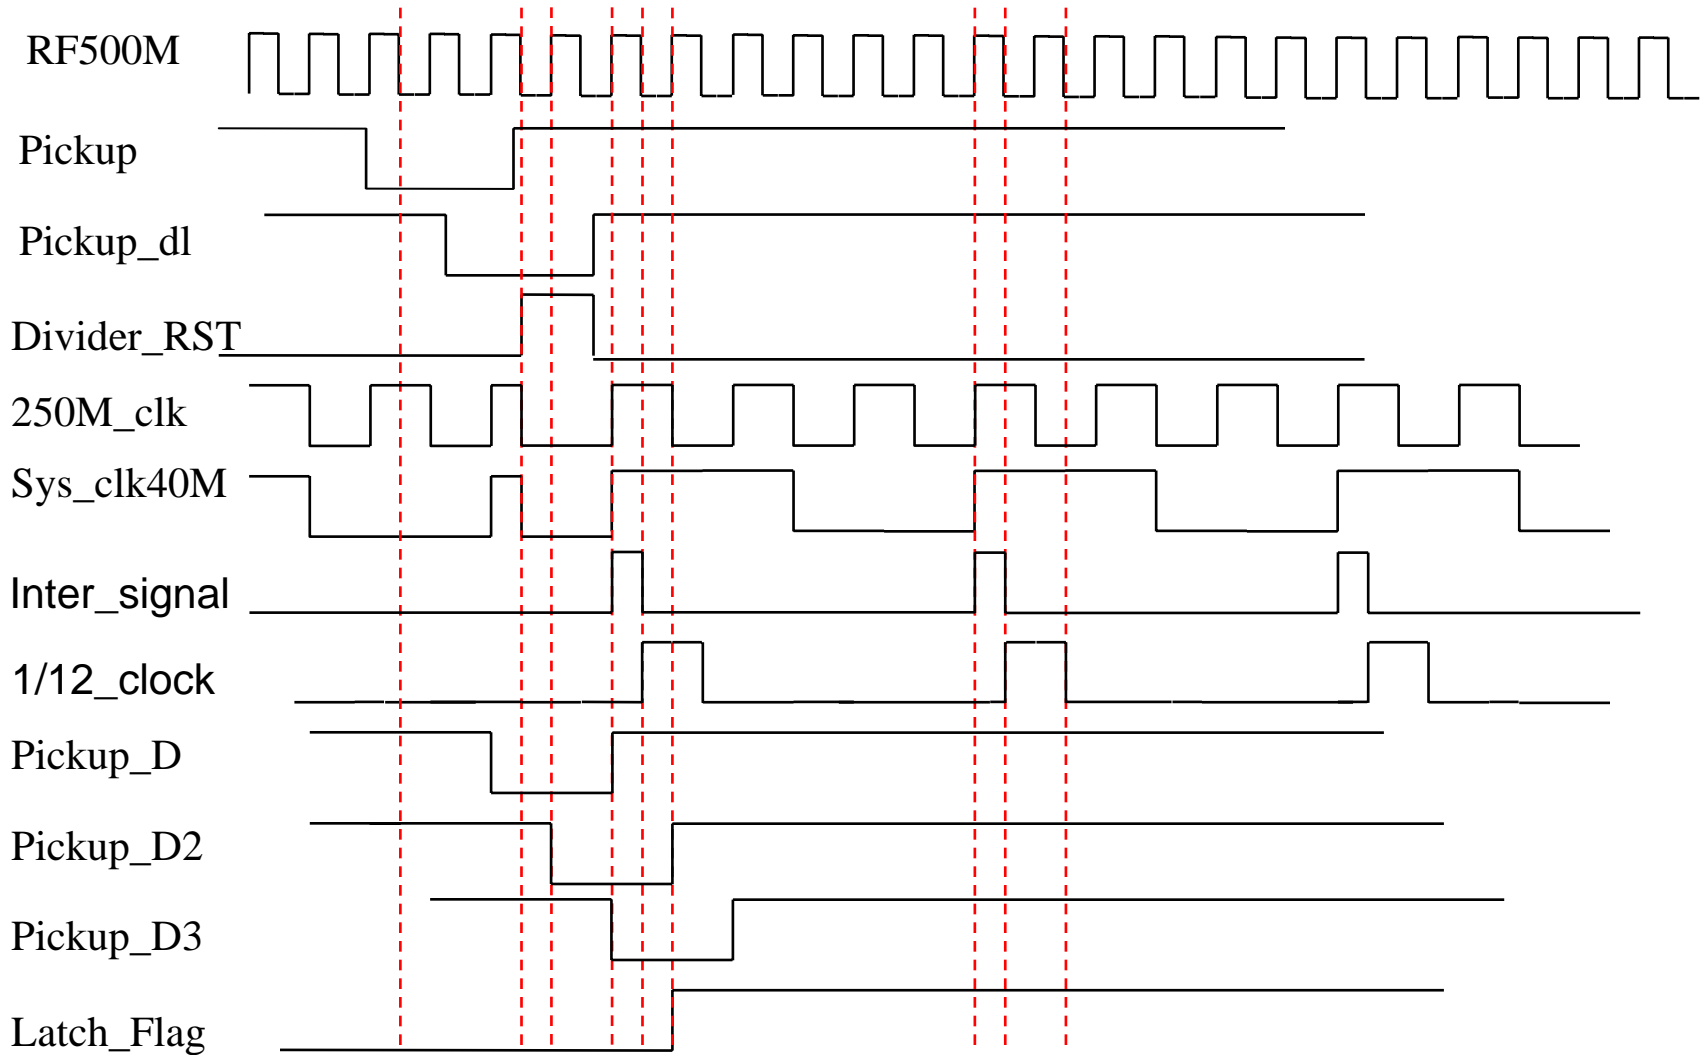 RF500M
Pickup
Pickup_dl
Divider_RST
250M_clk
Sys_clk40M
Inter_signal
1/12_clock
Pickup_D
Pickup_D2
Pickup_D3
Latch_Flag